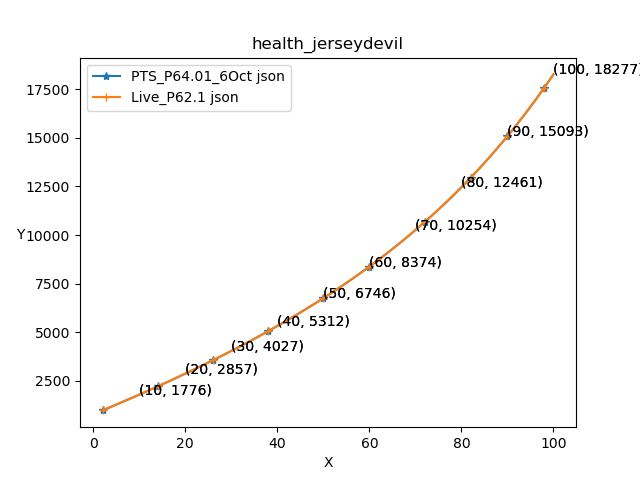 health_jerseydevil
PTS_P64.01_6Oct json
Live_P62.1 json
(100, 18277)
(90, 15093)
(80, 12461)
(70, 10254)
(60, 8374)
(50, 6746)
(40, 5312)
(30, 4027)
(20, 2857)
(10, 1776)
17500
15000
12500
10000
7500
5000
2500
Y
0 20 40 60 80 100
X